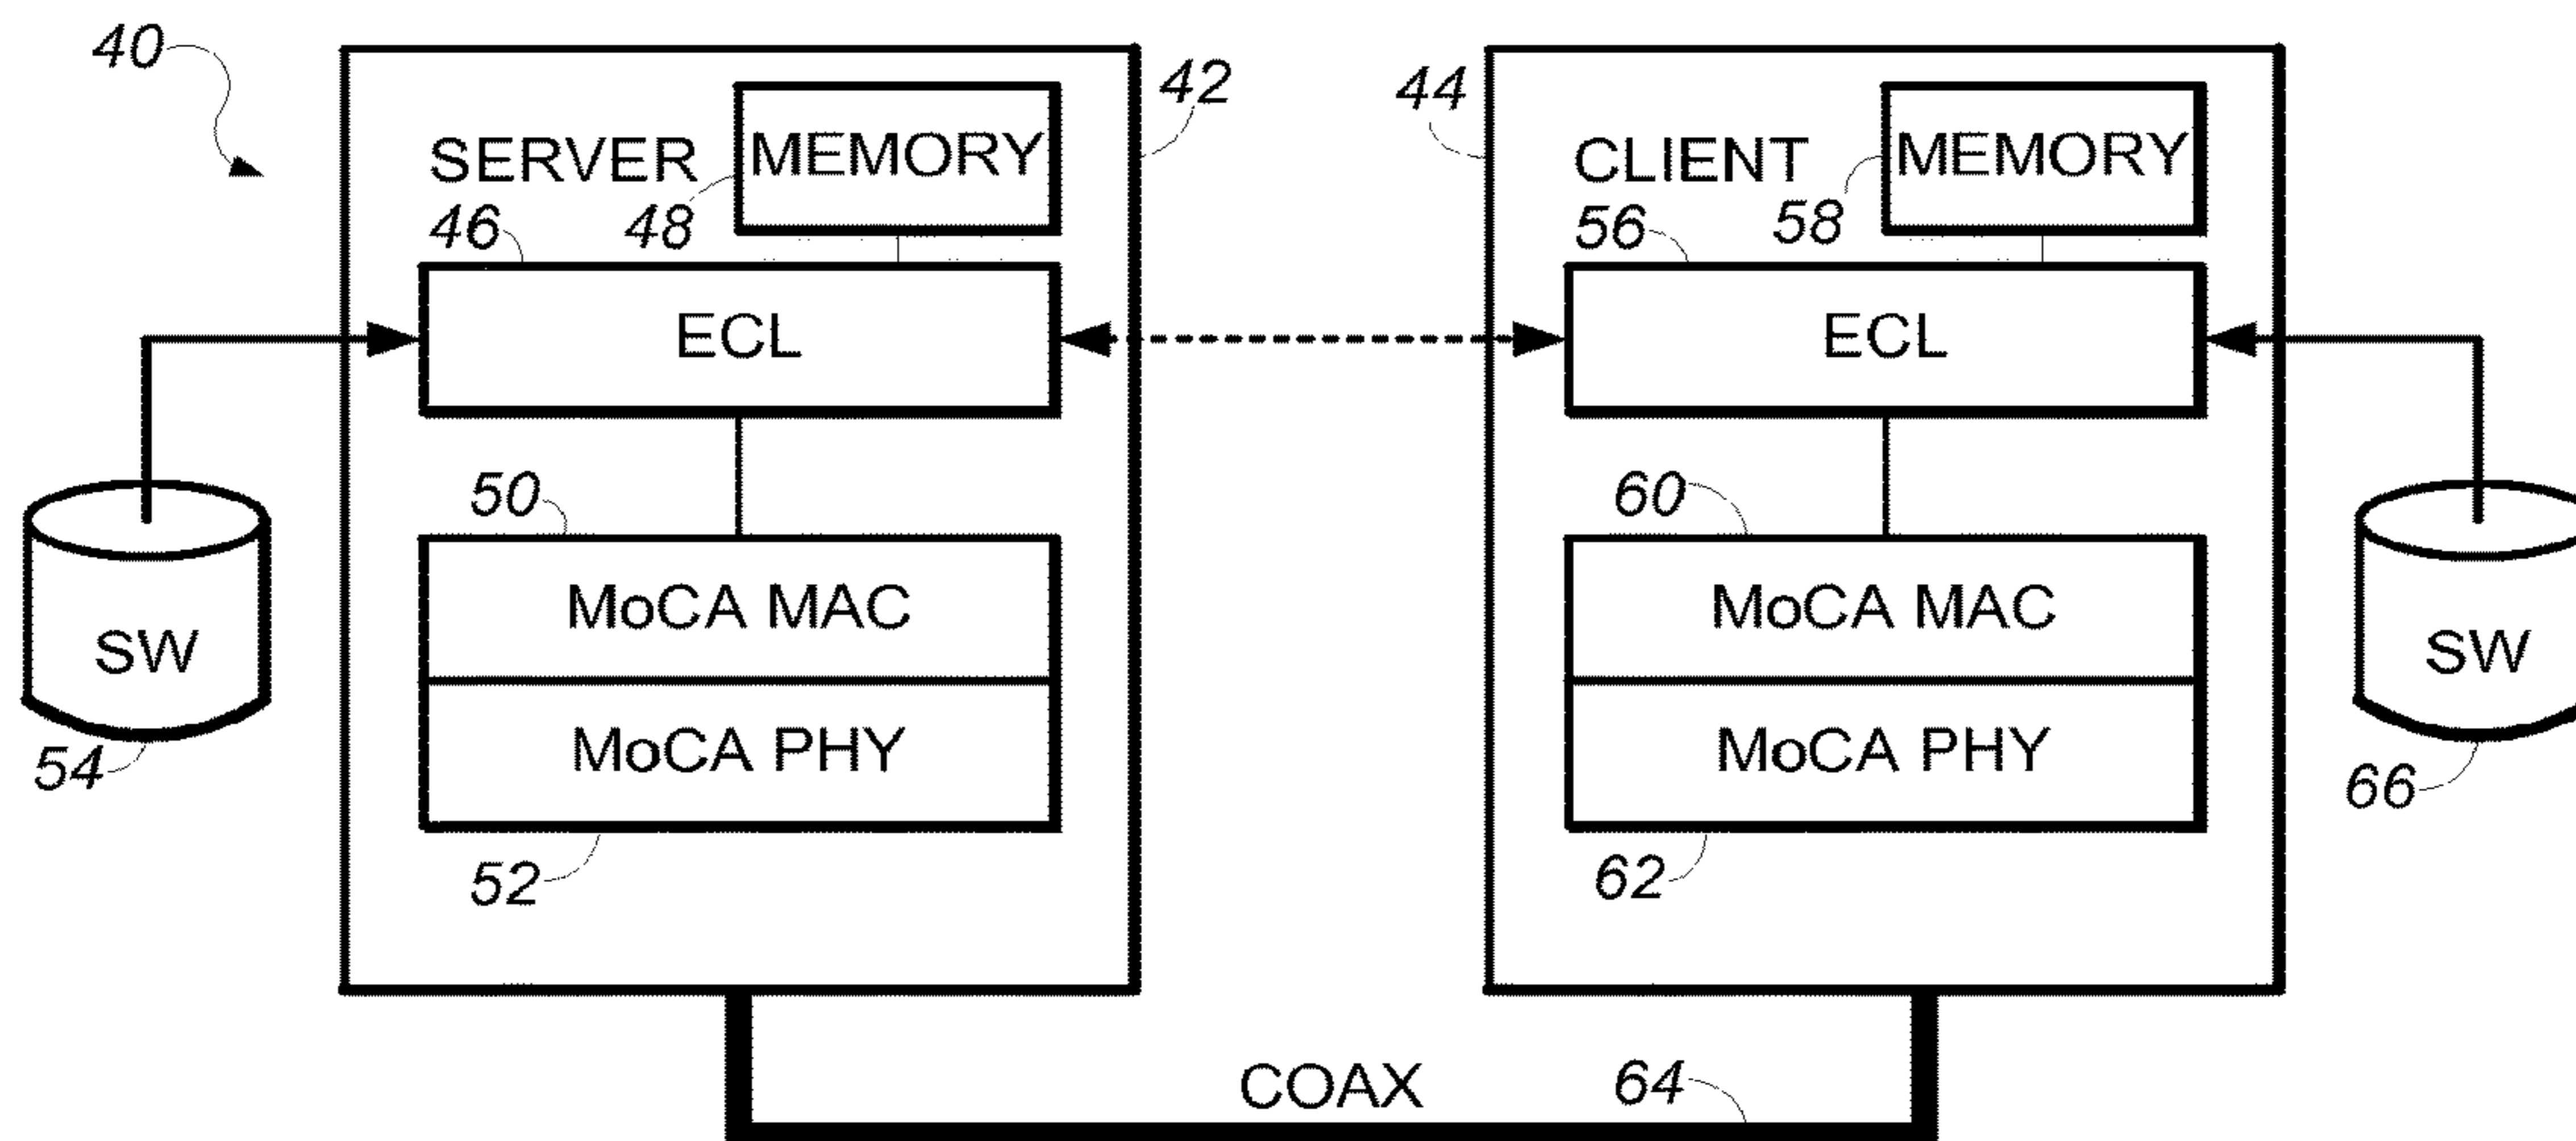 40
42
44
SERVER
MEMORY
48
46
ECL
50
MoCA MAC
MoCA PHY
52
SW
54
CLIENT
MEMORY
58
56
ECL
60
MoCA MAC
MoCA PHY
62
SW
66
COAX
64